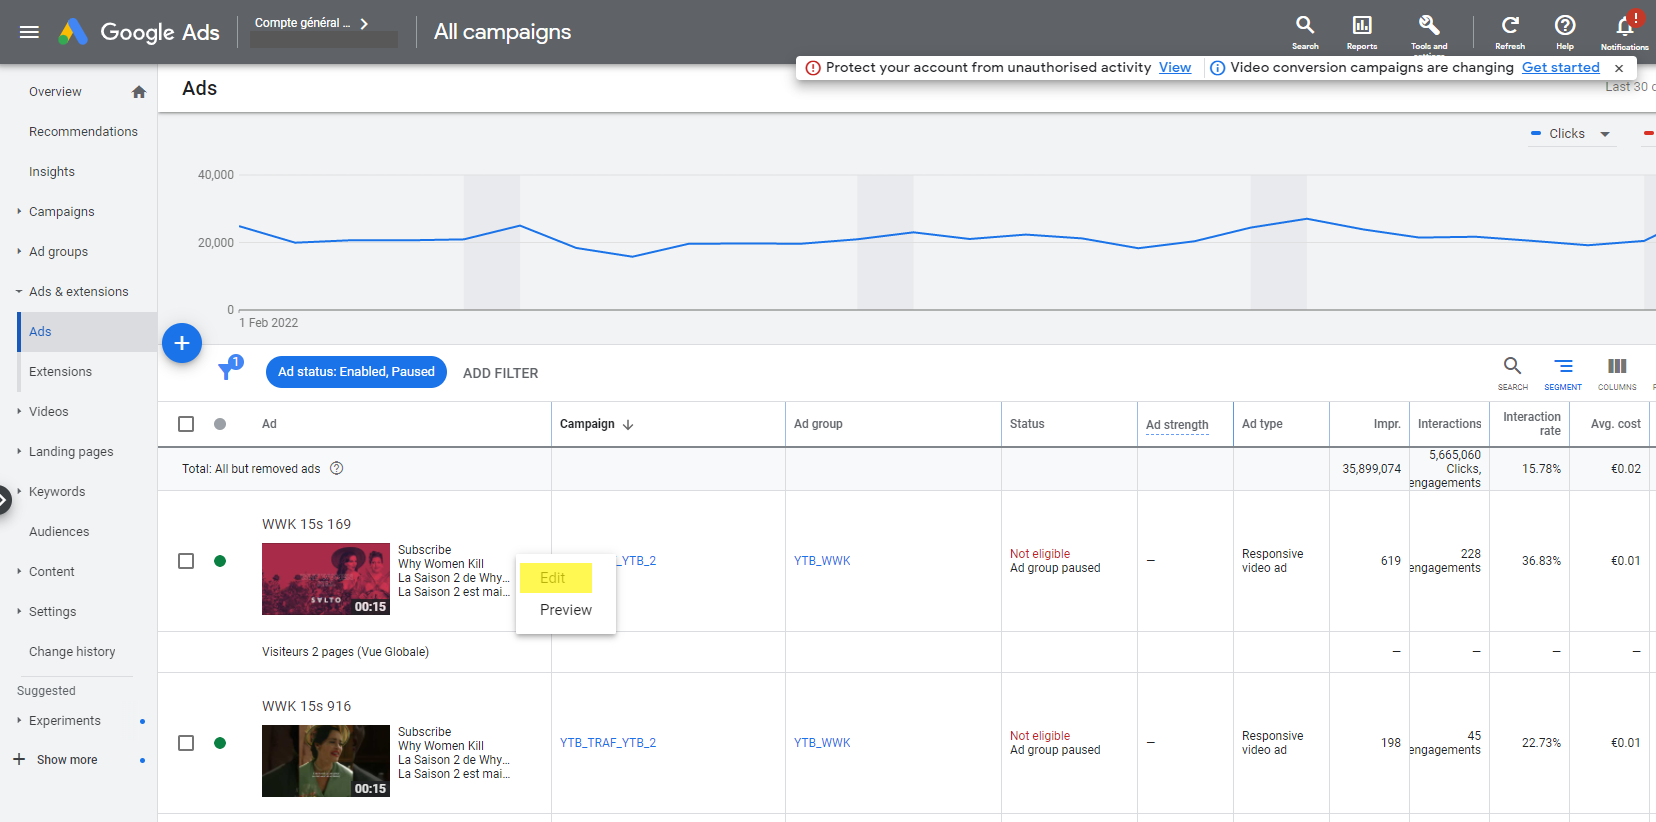 Google Ads
Compte général ...
All campaigns
Search
Reports
Tools and
Refresh
Help
Notifications
Protect your account from unauthorised activity View
Video conversion campaigns are changing Get started
Overview
Recommendations
Insights
Campaigns
Ad groups
Ads & extensions
Ads
Extensions
Videos
Landing pages
Keywords
Audiences
Content
Settings
Change history
Suggested
Experiments
Show more
Ads
Last 30
Clicks
40,000
20,000
0
1 Feb 2022
1
Ad status: Enabled, Paused
ADD FILTER
SEARCH
SEGMENT
COLUMNS
Ad Campaign Ad group Status Ad strength Ad type Impr. Interactions Interaction rate Avg. cost
Total: All but removed ads
35,899,074
5,665,060
Clicks,
engagements
15.78%
€0.02
WWK 15s 169
Subscribe
Why Women Kill
La Saison 2 de Why...
La Saison 2 est mai...
SALTO
00:15
Edit
Preview
_YTB_2
YTB_WWK
Not eligible
Ad group paused
—
Responsive
video ad
619
228
engagements
36.83%
€0.01
Visiteurs 2 pages (Vue Globale)
— — — —
WWK 15s 916
Subscribe
Why Women Kill
La Saison 2 de Why...
La Saison 2 est mai...
00:15
YTB_TRAF_YTB_2
YTB_WWK
Not eligible
Ad group paused
—
Responsive
video ad
198
45
engagements
22.73%
€0.01